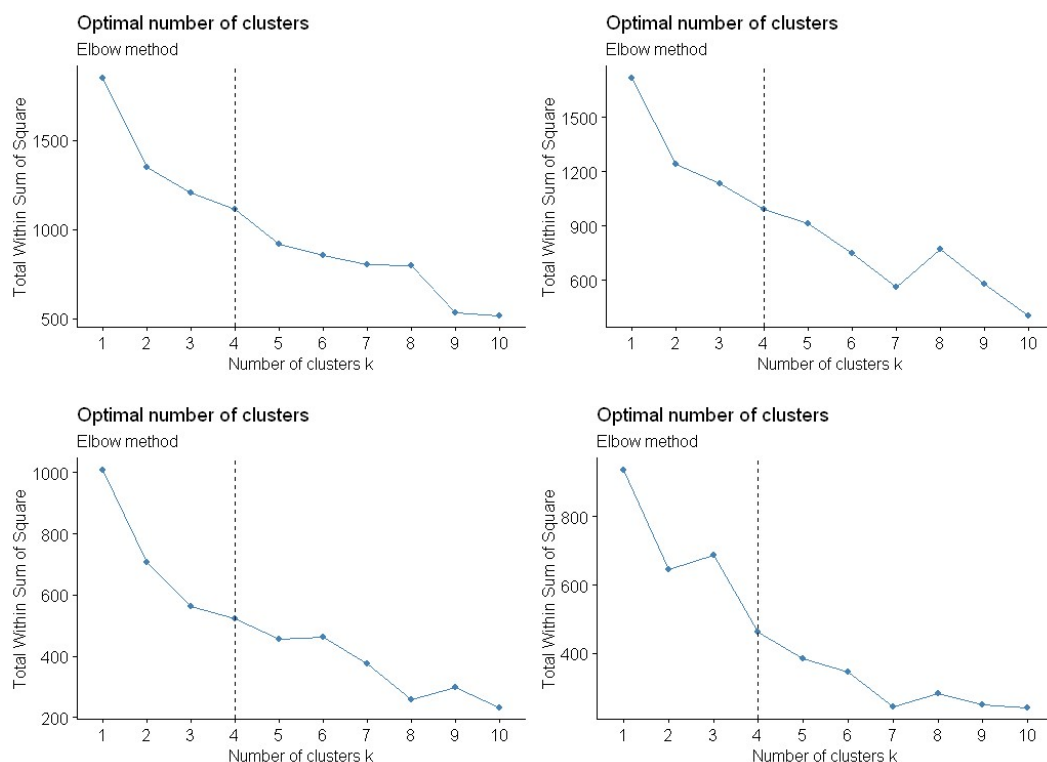 Optimal number of clusters
Elbow method
Total Within Sum of Square
1500
1000
500
1 2 3 4 5 6 7 8 9 10
Number of clusters k
Optimal number of clusters
Elbow method
Total Within Sum of Square
1500
1200
900
600
1 2 3 4 5 6 7 8 9 10
Number of clusters k
Optimal number of clusters
Elbow method
Total Within Sum of Square
1000
800
600
400
200
1 2 3 4 5 6 7 8 9 10
Number of clusters k
Optimal number of clusters
Elbow method
Total Within Sum of Square
800
600
400
1 2 3 4 5 6 7 8 9 10
Number of clusters k